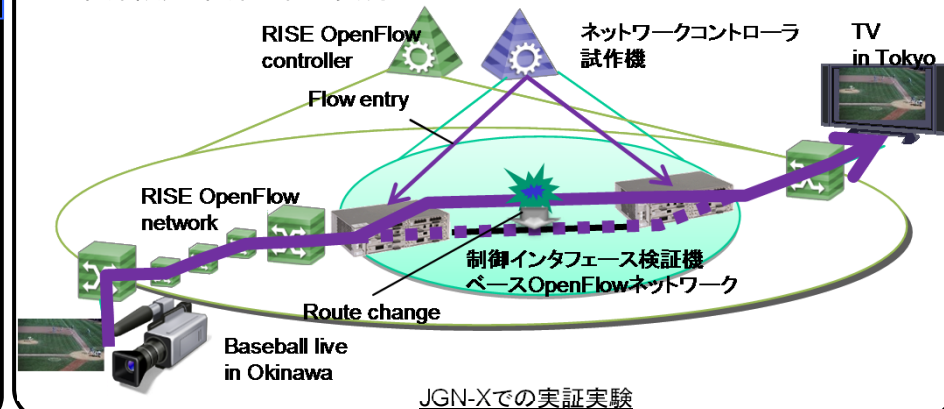 RISE OpenFlow
controller
ネットワークコントローラ
試作機
TV
in Tokyo
Flow entry
RISE OpenFlow
network
制御インタフェース検証機
ベースOpenFlowネットワーク
Route change
Baseball live
in Okinawa
JGN-Xでの実証実験